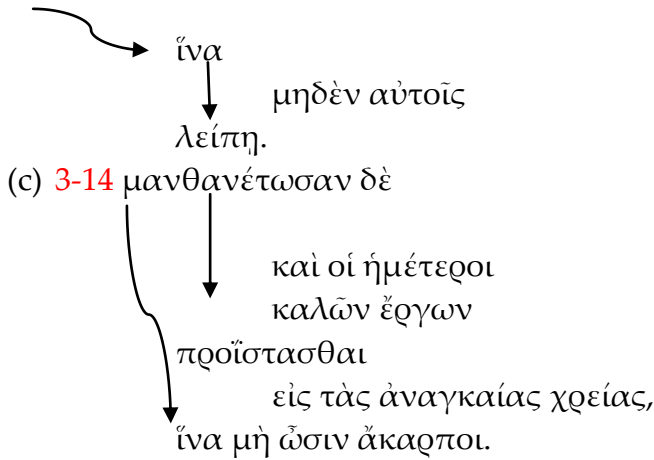 ἵνα
μηδὲν αὐτοῖς
λείπῃ.
(c) 3-14 μανθανέτωσαν δὲ
καὶ οἱ ἡμέτεροι
καλῶν ἔργων
προΐστασθαι
εἰς τὰς ἀναγκαίας χρείας,
ἵνα μὴ ὦσιν ἄκαρποι.